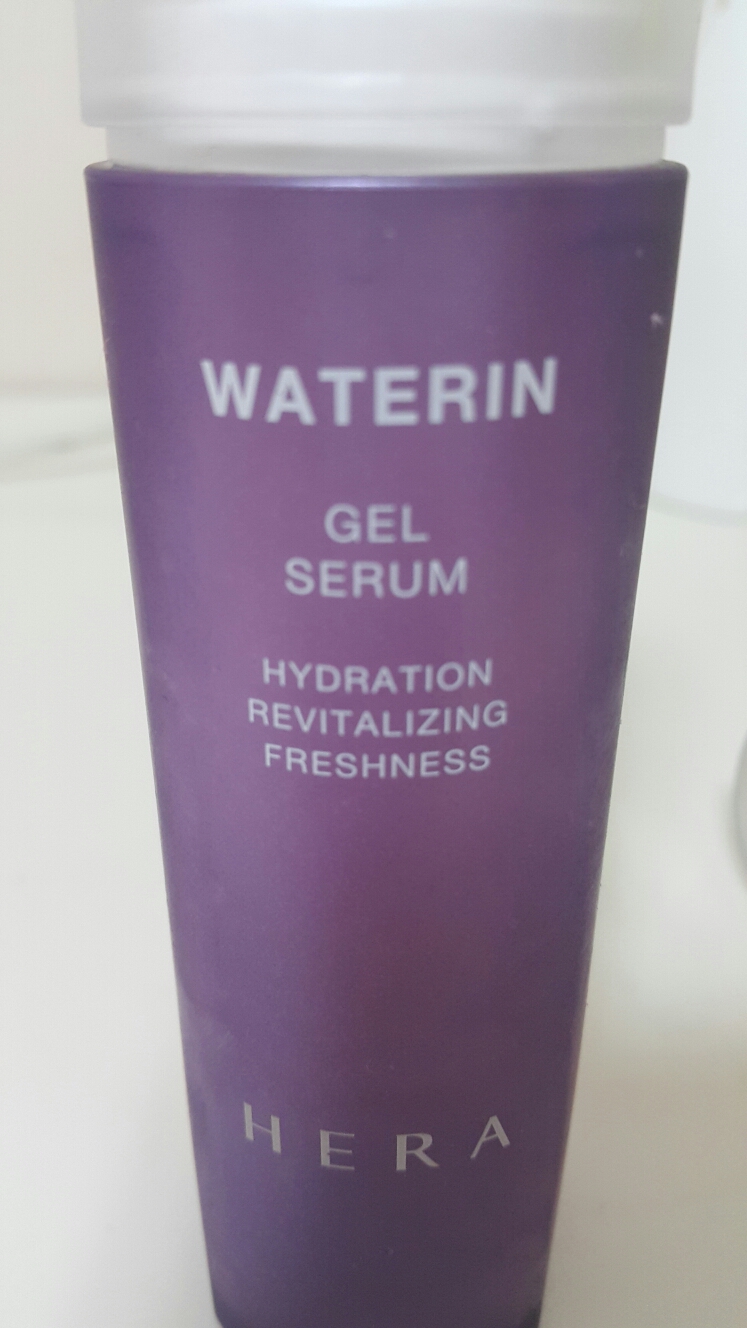 WATERIN
GEL
SERUM
HYDRATION
REVITALIZING
FRESHNESS
HERA